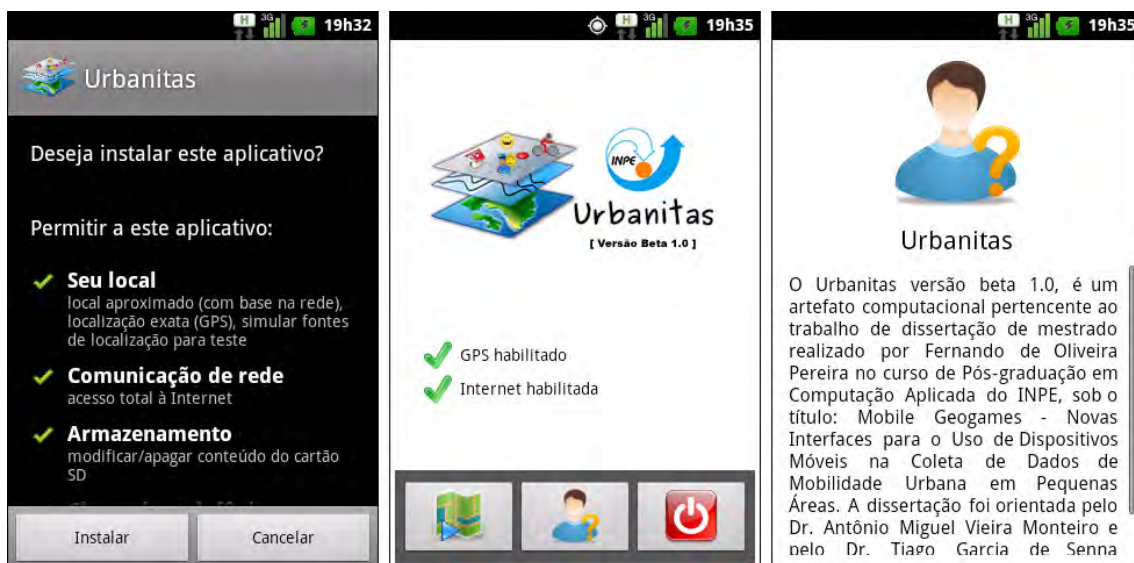 H 3G 19h32
Urbanitas
Deseja instalar este aplicativo?
Permitir a este aplicativo:
Seu local
local aproximado (com base na rede),
localização exata (GPS), simular fontes
de localização para teste
Comunicação de rede
acesso total à Internet
Armazenamento
modificar/apagar conteúdo do cartão
SD
Instalar Cancelar
H 3G 19h35
INPE
Urbanitas
[ Versão Beta 1.0 ]
GPS habilitado
Internet habilitada
H 3G 19h35
Urbanitas
O Urbanitas versão beta 1.0, é um
artefato computacional pertencente ao
trabalho de dissertação de mestrado
realizado por Fernando de Oliveira
Pereira no curso de Pós-graduação em
Computação Aplicada do INPE, sob o
título: Mobile Geogames - Novas
Interfaces para o Uso de Dispositivos
Móveis na Coleta de Dados de
Mobilidade Urbana em Pequenas
Áreas. A dissertação foi orientada pelo
Dr. Antônio Miguel Vieira Monteiro e
pelo Dr. Tiago Garcia de Senna